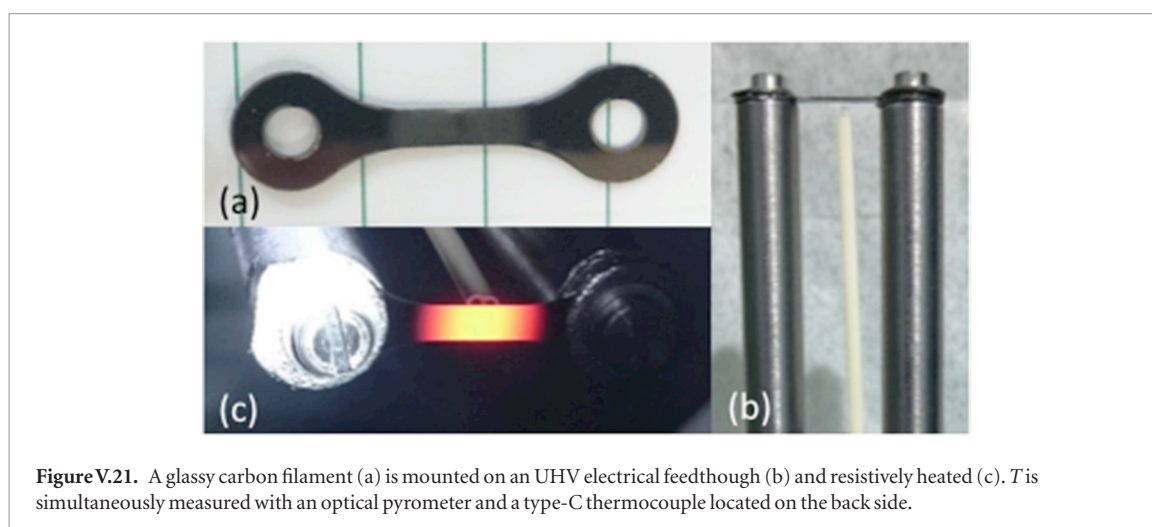 (a)
(c)
(b)
Figure V.21. A glassy carbon filament (a) is mounted on an UHV electrical feedthough (b) and resistively heated (c). T is
simultaneously measured with an optical pyrometer and a type-C thermocouple located on the back side.